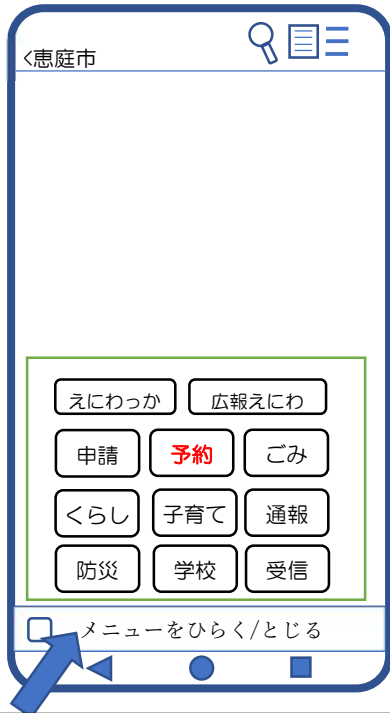 <恵庭市
えにわっか 広報えにわ
申請 予約 ごみ
くらし 子育て 通報
防災 学校 受信
メニューをひらく/とじる